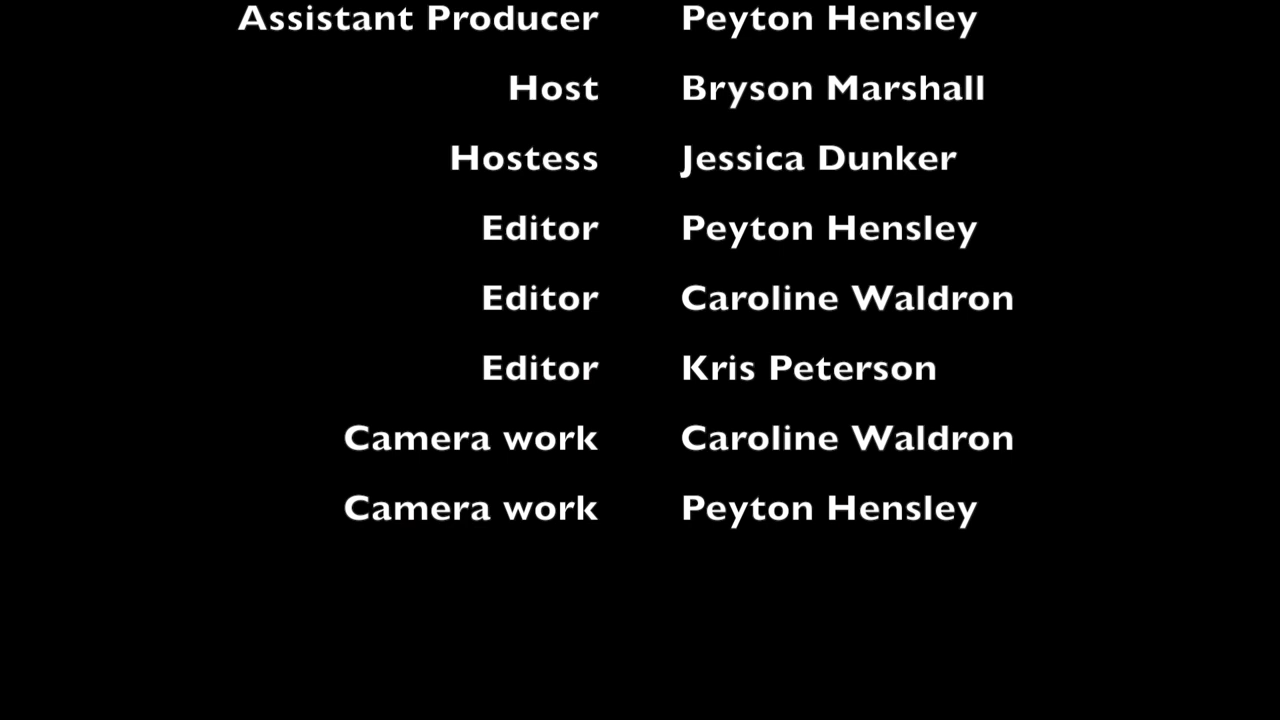 Assistant Producer Peyton Hensley
Host Bryson Marshall
Hostess Jessica Dunker
Editor Peyton Hensley
Editor Caroline Waldron
Editor Kris Peterson
Camera work Caroline Waldron
Camera work Peyton Hensley